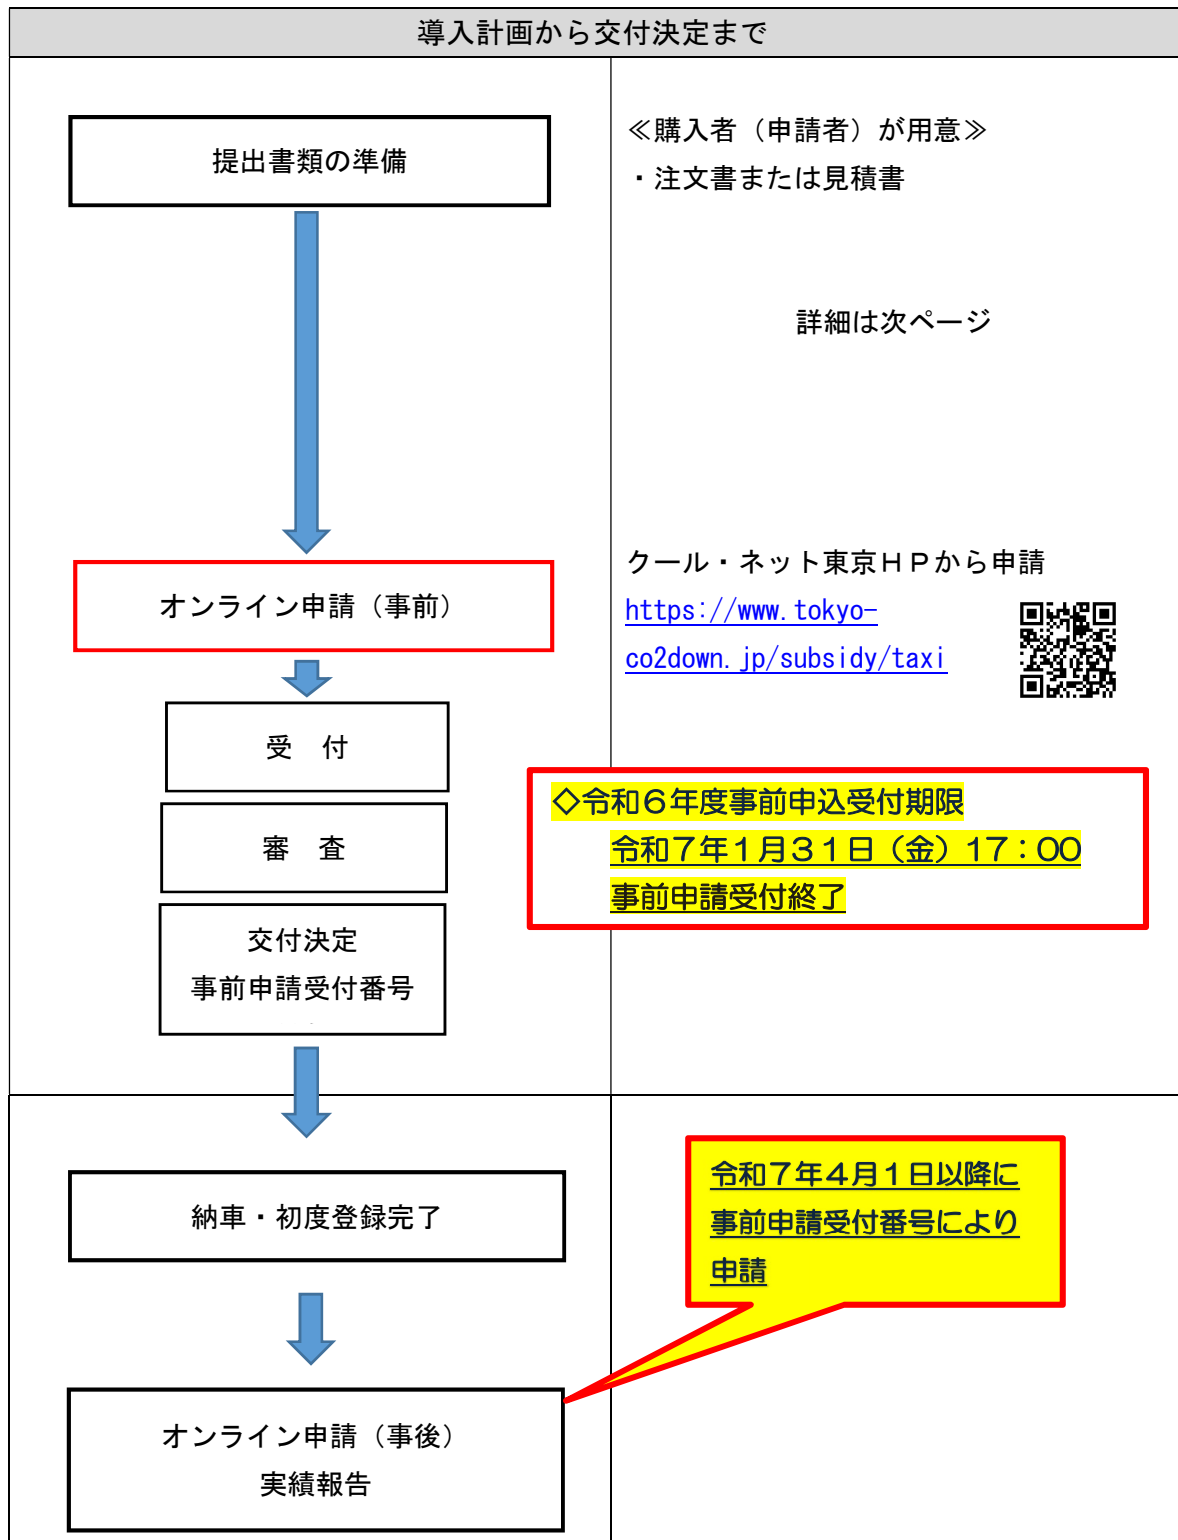 導入計画から交付決定まで
提出書類の準備
≪購入者（申請者）が用意≫
・注文書または見積書
詳細は次ページ
オンライン申請（事前）
クール・ネット東京ＨＰから申請
https://www.tokyo-
co2down.jp/subsidy/taxi
受　付
審　査
◇令和６年度事前申込受付期限
令和７年１月３１日（金）１７：００
事前申請受付終了
交付決定
事前申請受付番号
納車・初度登録完了
令和７年４月１日以降に
事前申請受付番号により
申請
オンライン申請（事後）
実績報告